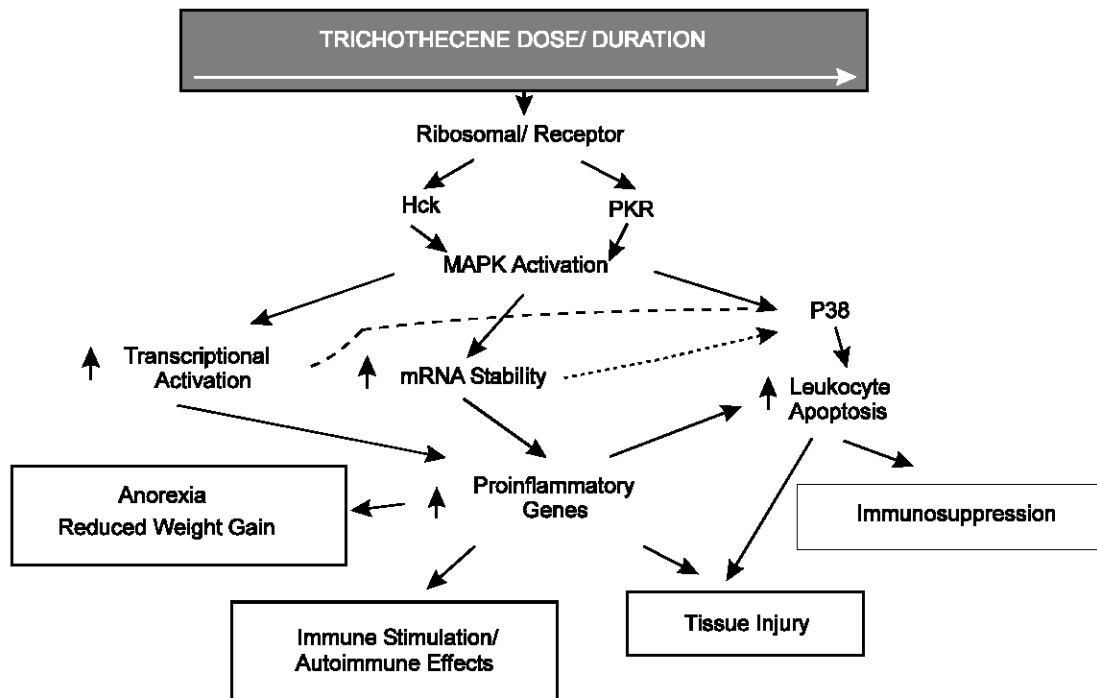 TRICHOTHECENE DOSE/ DURATION
Ribosomal/ Receptor
Hck
PKR
MAPK Activation
P38
Transcriptional
Activation
mRNA Stability
Leukocyte
Apoptosis
Anorexia
Reduced Weight Gain
Proinflammatory
Genes
Immunosuppression
Immune Stimulation/
Autoimmune Effects
Tissue Injury